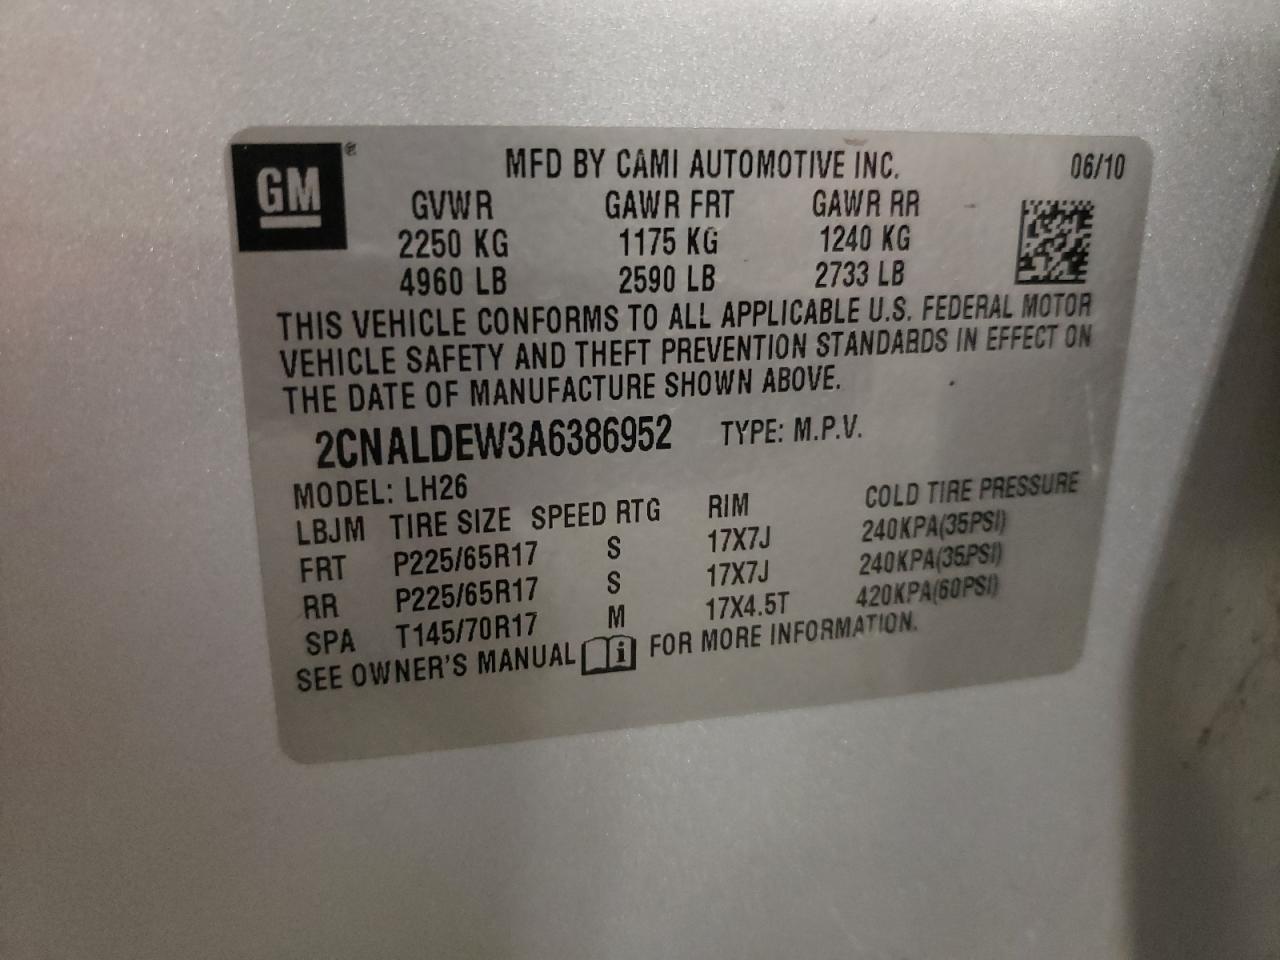 GM®
MFD BY CAMI AUTOMOTIVE INC. 06/10
GVWR GAWR FRT GAWR RR
2250 KG 1175 KG 1240 KG
4960 LB 2590 LB 2733 LB
THIS VEHICLE CONFORMS TO ALL APPLICABLE U.S. FEDERAL MOTOR
VEHICLE SAFETY AND THEFT PREVENTION STANDARDS IN EFFECT ON
THE DATE OF MANUFACTURE SHOWN ABOVE.
2CNALDEW3A6386952 TYPE: M.P.V.
MODEL: LH26
LBJM TIRE SIZE SPEED RTG RIM COLD TIRE PRESSURE
FRT P225/65R17 S 17X7J 240KPA(35PSI)
RR P225/65R17 S 17X7J 240KPA(35PSI)
SPA T145/70R17 M 17X4.5T 420KPA(60PSI)
SEE OWNER'S MANUAL i FOR MORE INFORMATION.